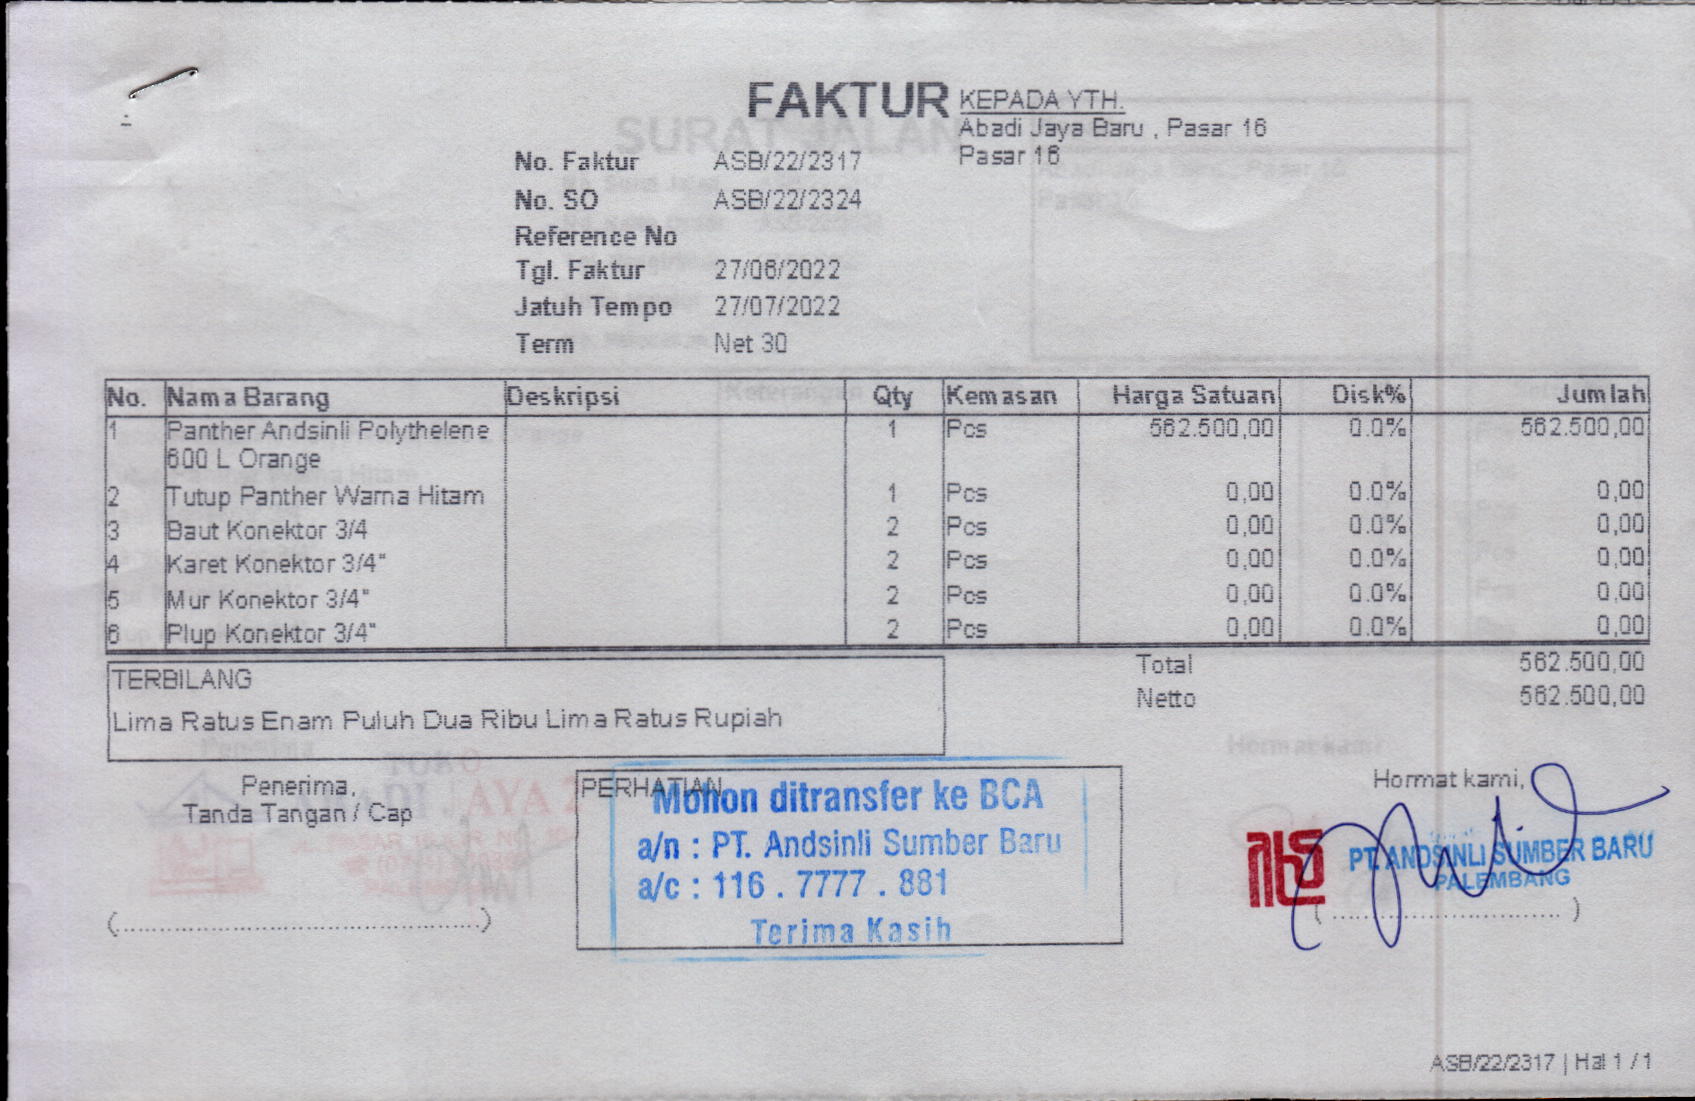 FAKTUR
KEPADA YTH.
Abadi Jaya Baru , Pasar 16
Pasar 16
No. Faktur ASB/22/2317
No. SO ASB/22/2324
Reference No
Tgl. Faktur 27/06/2022
Jatuh Tempo 27/07/2022
Term Net 30
No. Nama Barang Deskripsi Qty Kemasan Harga Satuan Disk% Jumlah
1 Panther Andsinli Polythelene 1 Pcs 562.500,00 0.0% 562.500,00
600 L Orange
2 Tutup Panther Warna Hitam 1 Pcs 0,00 0.0% 0,00
3 Baut Konektor 3/4 2 Pcs 0,00 0.0% 0,00
4 Karet Konektor 3/4" 2 Pcs 0,00 0.0% 0,00
5 Mur Konektor 3/4" 2 Pcs 0,00 0.0% 0,00
6 Plup Konektor 3/4" 2 Pcs 0,00 0.0% 0,00
Total 562.500,00
Netto 562.500,00
TERBILANG
Lima Ratus Enam Puluh Dua Ribu Lima Ratus Rupiah
Penerima,
Tanda Tangan / Cap
(..............................................)
PERHATIAN
Mohon ditransfer ke BCA
a/n : PT. Andsinli Sumber Baru
a/c : 116 . 7777 . 881
Terima Kasih
Hormat kami,
PT. ANDSINLI SUMBER BARU
PALEMBANG
( .............................. )
ASB/22/2317 | Hal 1 / 1